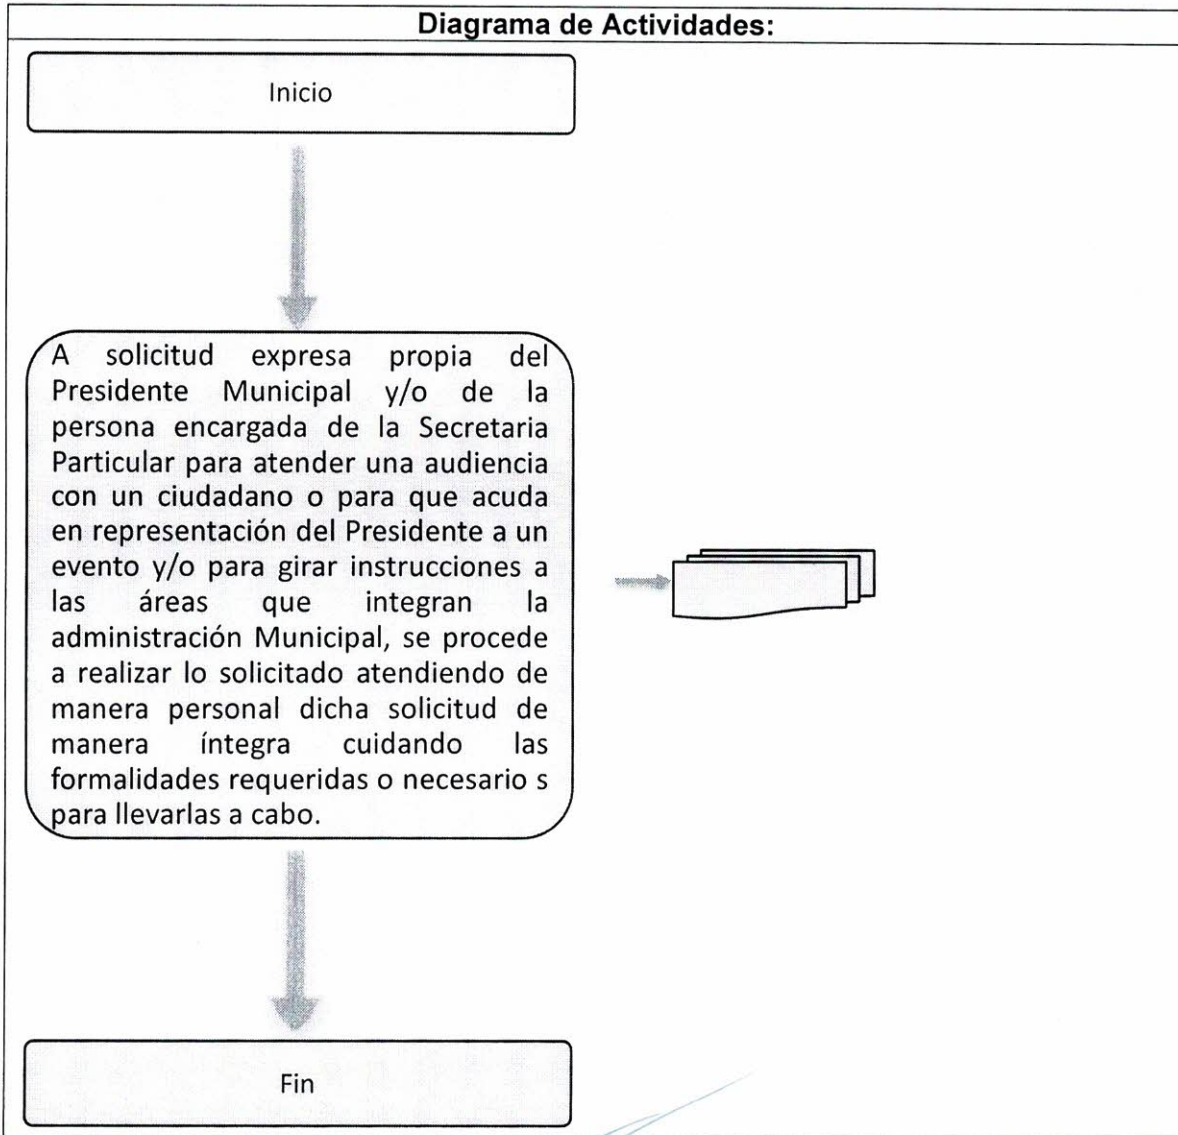 Diagrama de Actividades:
Inicio
A solicitud expresa propia del
Presidente Municipal y/o de la
persona encargada de la Secretaria
Particular para atender una audiencia
con un ciudadano o para que acuda
en representación del Presidente a un
evento y/o para girar instrucciones a
las áreas que integran la
administración Municipal, se procede
a realizar lo solicitado atendiendo de
manera personal dicha solicitud de
manera íntegra cuidando las
formalidades requeridas o necesario s
para llevarlas a cabo.
Fin